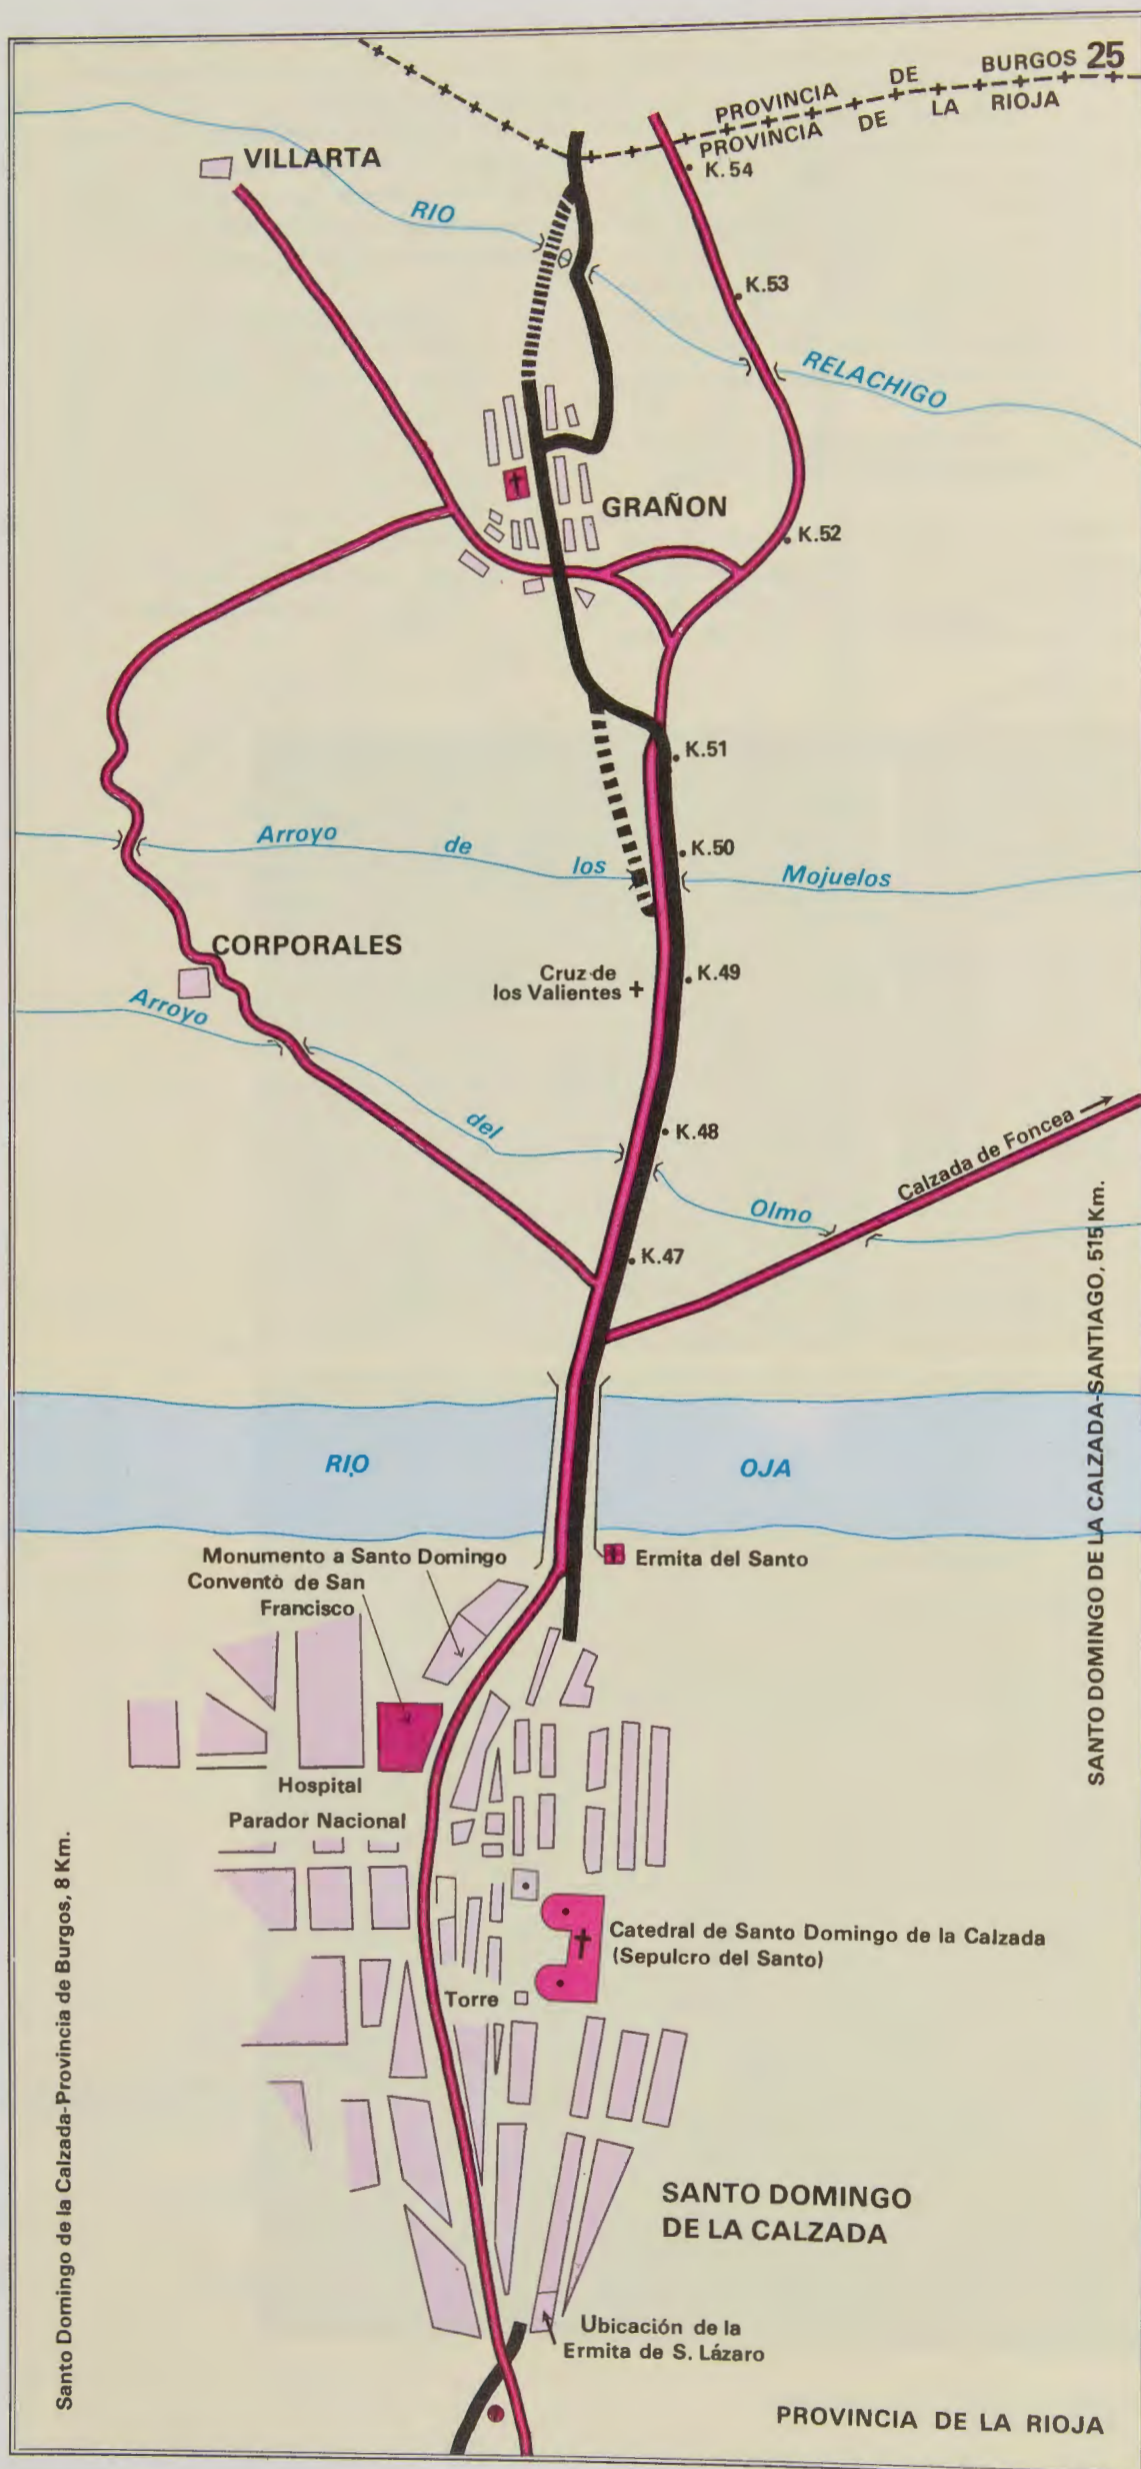 BURGOS 25
PROVINCIA DE
PROVINCIA DE LA RIOJA
K.54
VILLARTA
RIO
K.53
RELACHIGO
GRAÑON
K.52
K.51
K.50
Arroyo de los Mojuelos
CORPORALES
Cruz de
los Valientes
K.49
Arroyo
del
K.48
Calzada de Foncea
Olmo
K.47
SANTO DOMINGO DE LA CALZADA-SANTIAGO, 515 Km.
RIO OJA
Monumento a Santo Domingo
Ermita del Santo
Convento de San
Francisco
Hospital
Parador Nacional
Santo Domingo de la Calzada-Provincia de Burgos, 8 Km.
Catedral de Santo Domingo de la Calzada
(Sepulcro del Santo)
Torre
SANTO DOMINGO
DE LA CALZADA
Ubicación de la
Ermita de S. Lázaro
PROVINCIA DE LA RIOJA